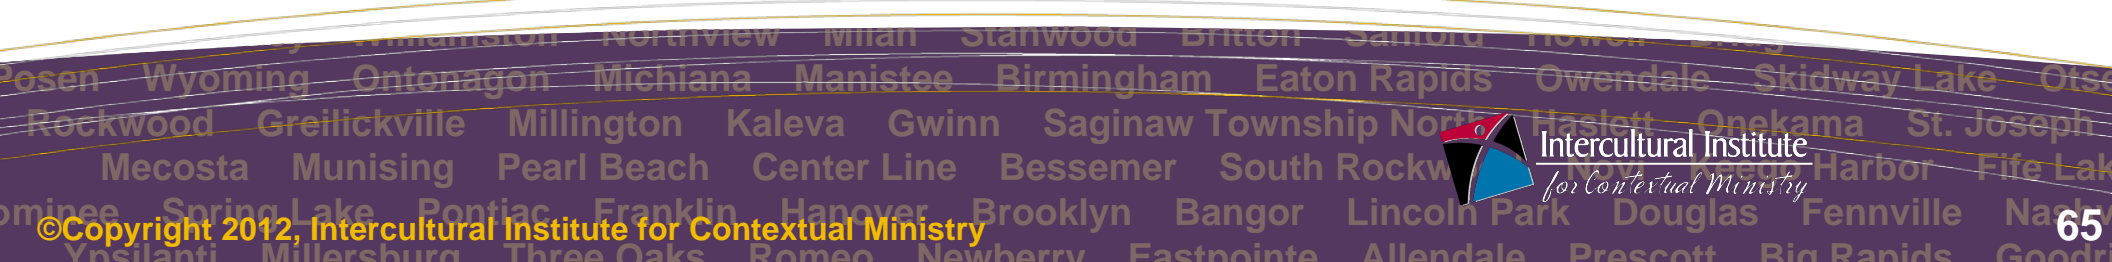 Williamston Northview Milan Stanwood Britton Sanford Howell
Posen Wyoming Ontonagon Michiana Manistee Birmingham Eaton Rapids Owendale Skidway Lake
Rockwood Greilickville Millington Kaleva Gwinn Saginaw Township North Haslett Onekama St. Joseph
Intercultural Institute
Mecosta Munising Pearl Beach Center Line Bessemer South Novi Keego Harbor Fife
for Contextual Ministry
Spring Lake Pontiac Franklin Hanover Brooklyn Bangor Lincoln Park Douglas Fennville
©Copyright 2012, Intercultural Institute for Contextual Ministry
65
Ypsilanti Millersburg Three Oaks Romeo Newberry Eastpointe Allendale Prescott Big Rapids